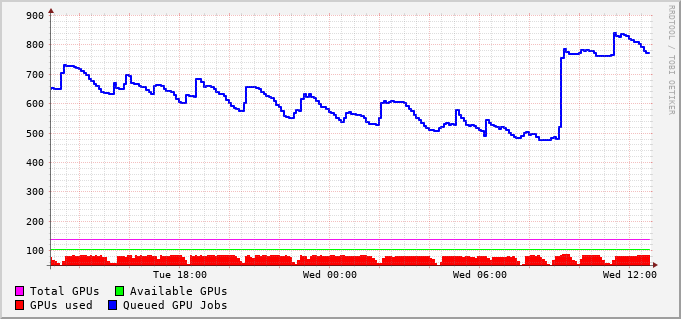 900
800
700
600
500
400
300
200
100
Tue 18:00 Wed 00:00 Wed 06:00 Wed 12:00
Total GPUs Available GPUs
GPUs used Queued GPU Jobs
RRDTOOL / TOBI OETIKER